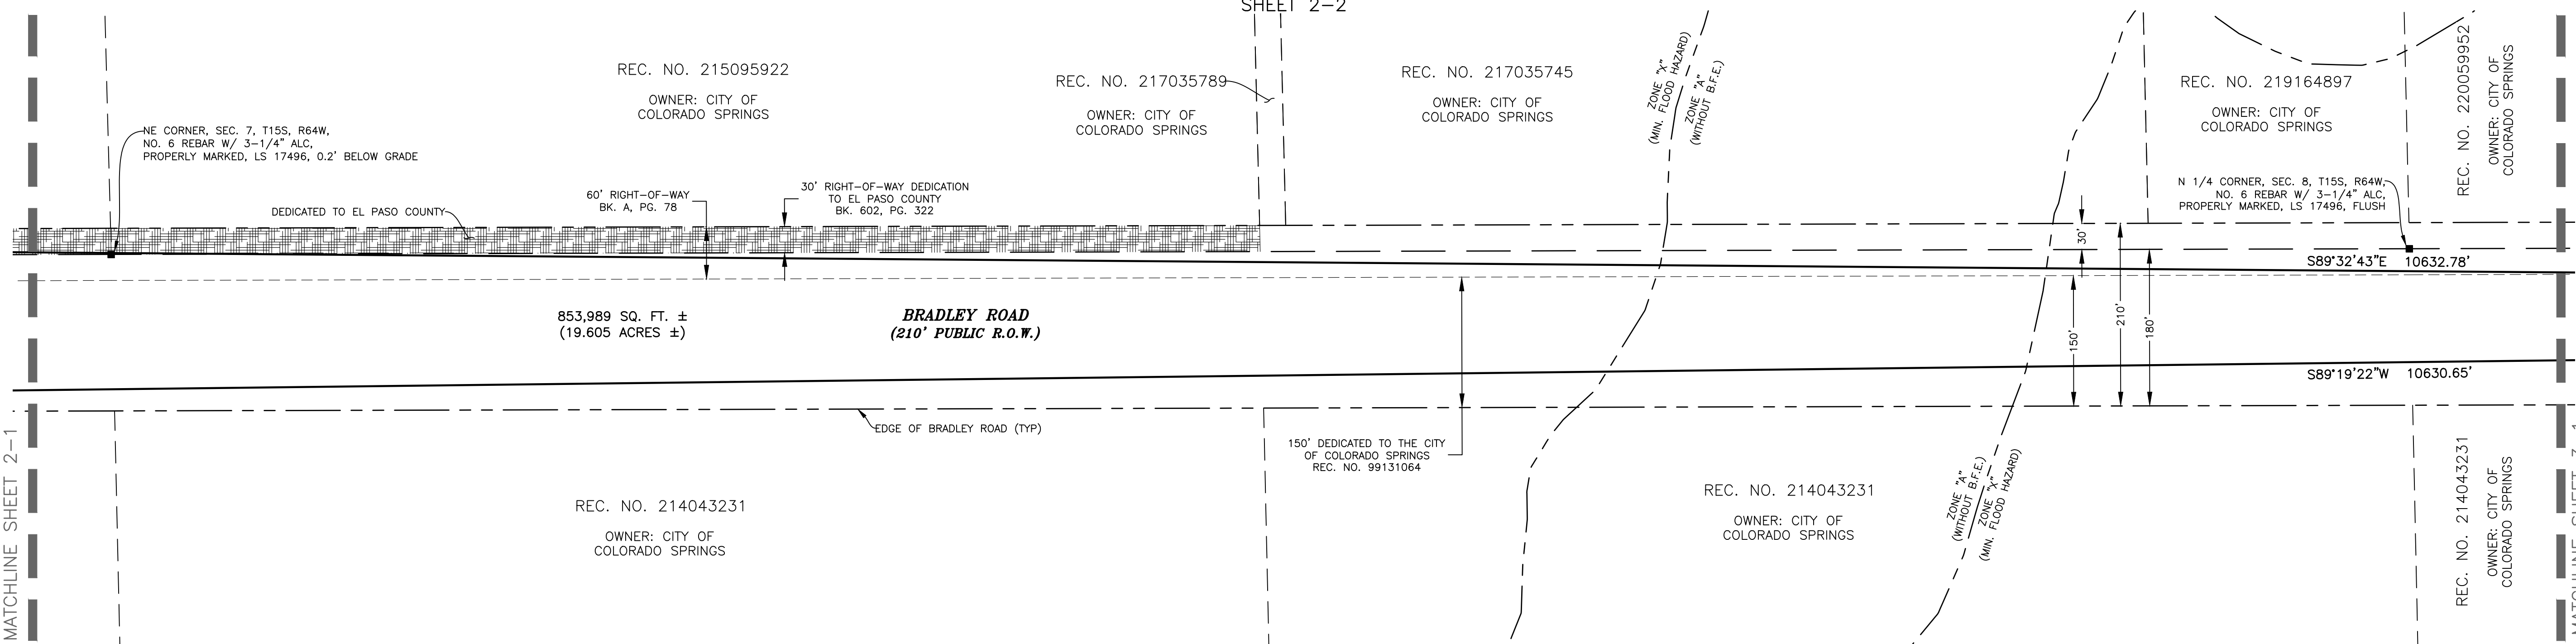 SHEET 2-2
REC. NO. 215095922
OWNER: CITY OF
COLORADO SPRINGS
REC. NO. 217035789
OWNER: CITY OF
COLORADO SPRINGS
REC. NO. 217035745
OWNER: CITY OF
COLORADO SPRINGS
ZONE "X"
(MIN. FLOOD HAZARD)
ZONE "A"
(WITHOUT B.F.E.)
REC. NO. 219164897
OWNER: CITY OF
COLORADO SPRINGS
REC. NO. 220059952
OWNER: CITY OF
COLORADO SPRINGS
NE CORNER, SEC. 7, T15S, R64W,
NO. 6 REBAR W/ 3-1/4" ALC,
PROPERLY MARKED, LS 17496, 0.2' BELOW GRADE
DEDICATED TO EL PASO COUNTY
60' RIGHT-OF-WAY
BK. A, PG. 78
30' RIGHT-OF-WAY DEDICATION
TO EL PASO COUNTY
BK. 602, PG. 322
N 1/4 CORNER, SEC. 8, T15S, R64W,
NO. 6 REBAR W/ 3-1/4" ALC,
PROPERLY MARKED, LS 17496, FLUSH
30'
S89°32'43"E 10632.78'
853,989 SQ. FT. ±
(19.605 ACRES ±)
BRADLEY ROAD
(210' PUBLIC R.O.W.)
150'
210'
180'
S89°19'22"W 10630.65'
EDGE OF BRADLEY ROAD (TYP)
150' DEDICATED TO THE CITY
OF COLORADO SPRINGS
REC. NO. 99131064
MATCHLINE SHEET 2-1
REC. NO. 214043231
OWNER: CITY OF
COLORADO SPRINGS
REC. NO. 214043231
OWNER: CITY OF
COLORADO SPRINGS
ZONE "A"
(WITHOUT B.F.E.)
ZONE "X"
(MIN. FLOOD HAZARD)
REC. NO. 214043231
OWNER: CITY OF
COLORADO SPRINGS
MATCHLINE SHEET 3-1